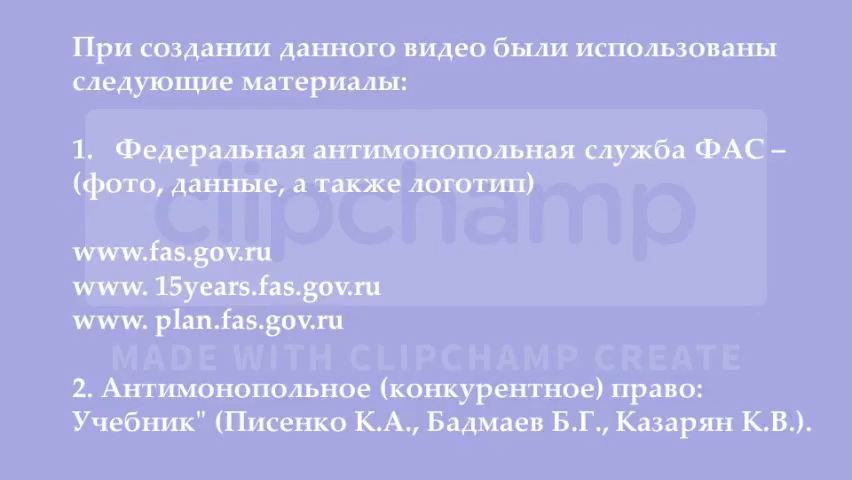 При создании данного видео были использованы
следующие материалы:
1. Федеральная антимонопольная служба ФАС –
(фото, данные, а также логотип)
clipchamp
www.fas.gov.ru
www. 15years.fas.gov.ru
www. plan.fas.gov.ru
MADE WITH CLIPCHAMP CREATE
2. Антимонопольное (конкурентное) право:
Учебник" (Писенко К.А., Бадмаев Б.Г., Казарян К.В.).